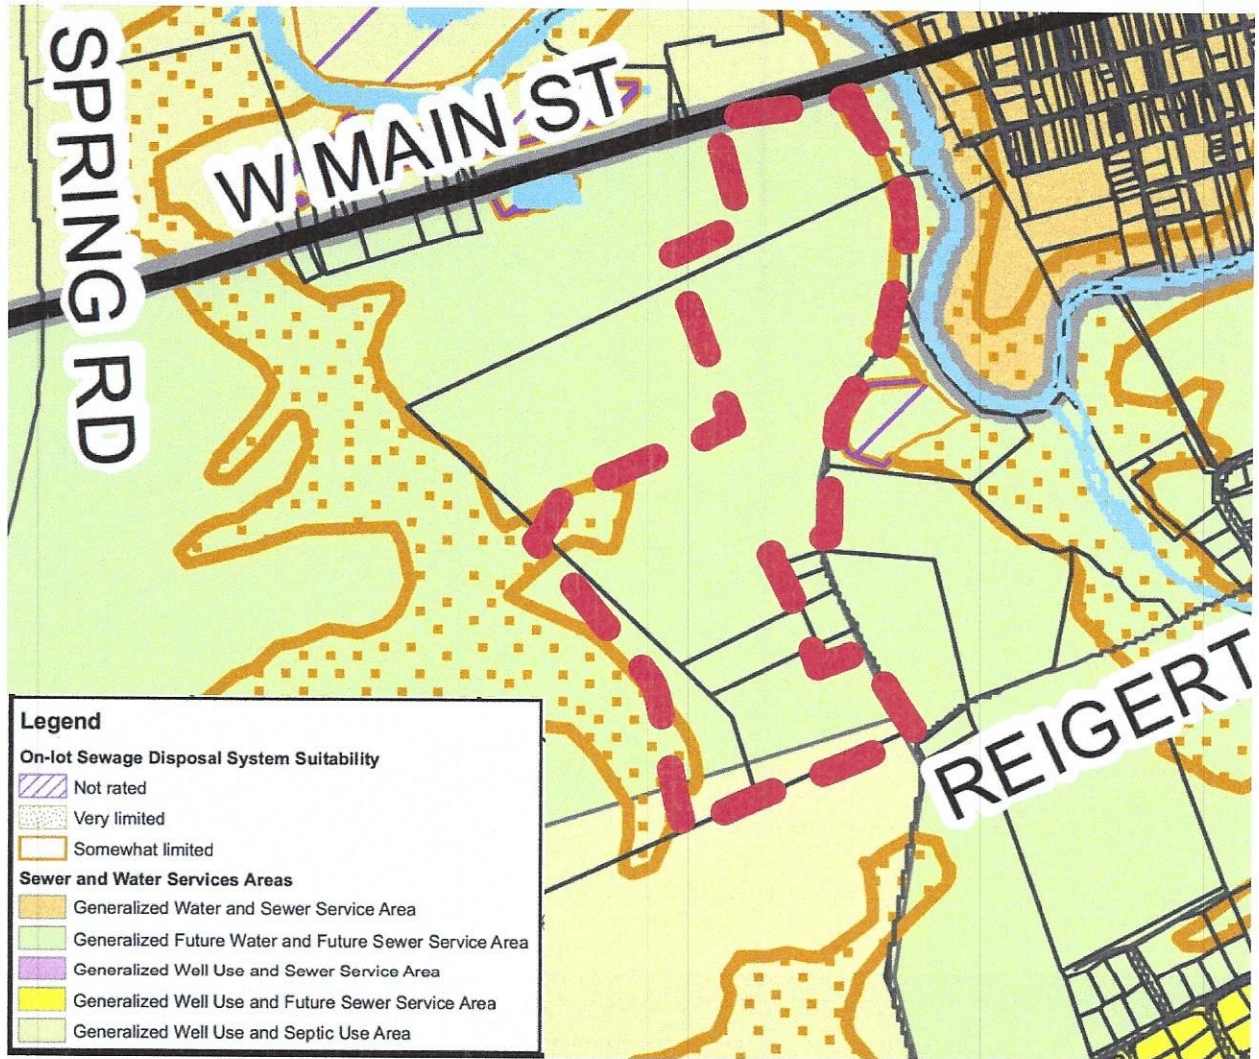 SPRING RD
W MAIN ST
REIGERT
Legend
On-lot Sewage Disposal System Suitability
Not rated
Very limited
Somewhat limited
Sewer and Water Services Areas
Generalized Water and Sewer Service Area
Generalized Future Water and Future Sewer Service Area
Generalized Well Use and Sewer Service Area
Generalized Well Use and Future Sewer Service Area
Generalized Well Use and Septic Use Area